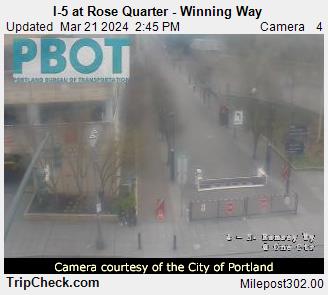 I-5 at Rose Quarter - Winning Way
Updated Mar 21 2024 2:45 PM Camera 4
PBOT
PORTLAND BUREAU OF TRANSPORTATION
Camera courtesy of the City of Portland
TripCheck.com Milepost302.00